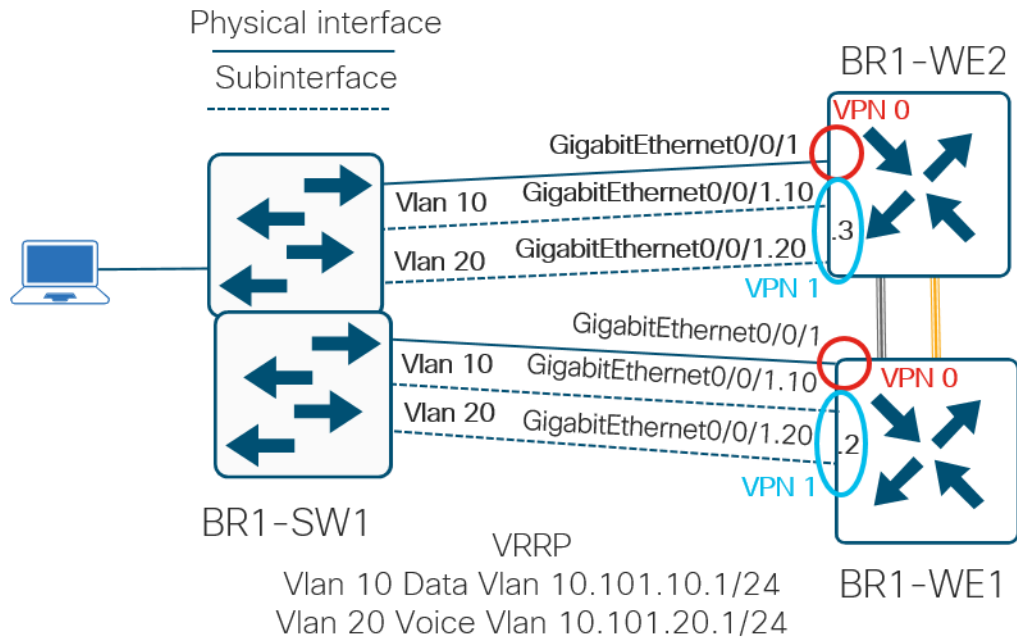 Physical interface
Subinterface
BR1-WE2
VPN 0
GigabitEthernet0/0/1
Vlan 10
GigabitEthernet0/0/1.10
.3
Vlan 20
GigabitEthernet0/0/1.20
VPN 1
GigabitEthernet0/0/1
Vlan 10
GigabitEthernet0/0/1.10
VPN 0
Vlan 20
GigabitEthernet0/0/1.20
.2
VPN 1
BR1-SW1
BR1-WE1
VRRP
Vlan 10 Data Vlan 10.101.10.1/24
Vlan 20 Voice Vlan 10.101.20.1/24